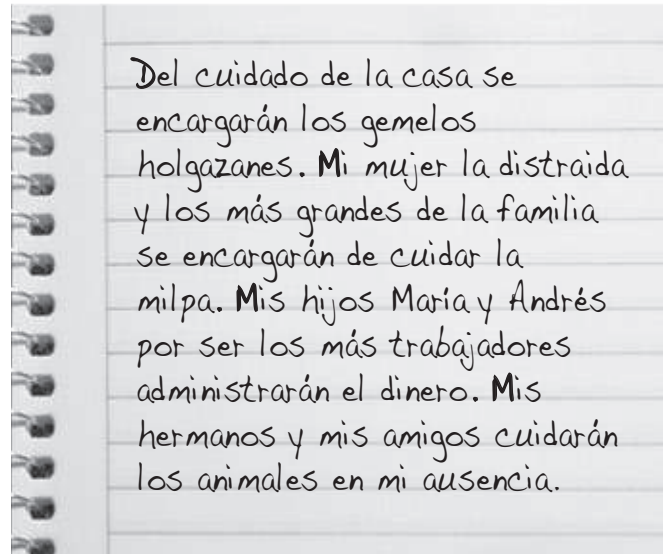 Del cuidado de la casa se
encargarán los gemelos
holgazanes. Mi mujer la distraida
y los más grandes de la familia
se encargarán de cuidar la
milpa. Mis hijos María y Andrés
por ser los más trabajadores
administrarán el dinero. Mis
hermanos y mis amigos cuidarán
los animales en mi ausencia.